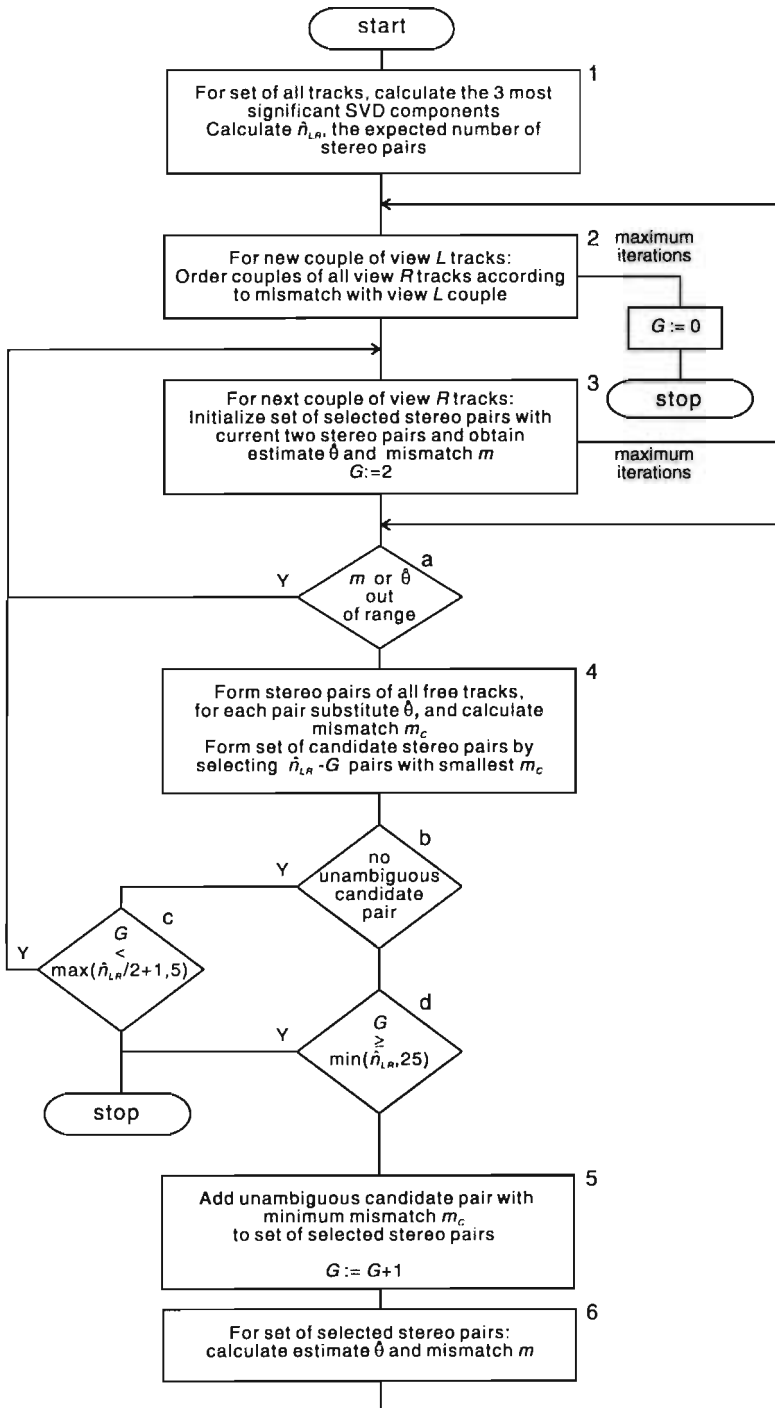 start
1
For set of all tracks, calculate the 3 most
significant SVD components
Calculate n̂LR, the expected number of
stereo pairs
2
maximum
iterations
For new couple of view L tracks:
Order couples of all view R tracks according
to mismatch with view L couple
G := 0
stop
3
For next couple of view R tracks:
Initialize set of selected stereo pairs with
current two stereo pairs and obtain
estimate θ̂ and mismatch m
G:=2
maximum
iterations
a
Y
m or θ̂
out
of range
4
Form stereo pairs of all free tracks,
for each pair substitute θ̂, and calculate
mismatch mc
Form set of candidate stereo pairs by
selecting n̂LR -G pairs with smallest mc
b
Y
no
unambiguous
candidate
pair
c
Y
G
<
max(n̂LR/2+1,5)
d
Y
G
≥
min(n̂LR,25)
stop
5
Add unambiguous candidate pair with
minimum mismatch mc
to set of selected stereo pairs
G := G+1
6
For set of selected stereo pairs:
calculate estimate θ̂ and mismatch m